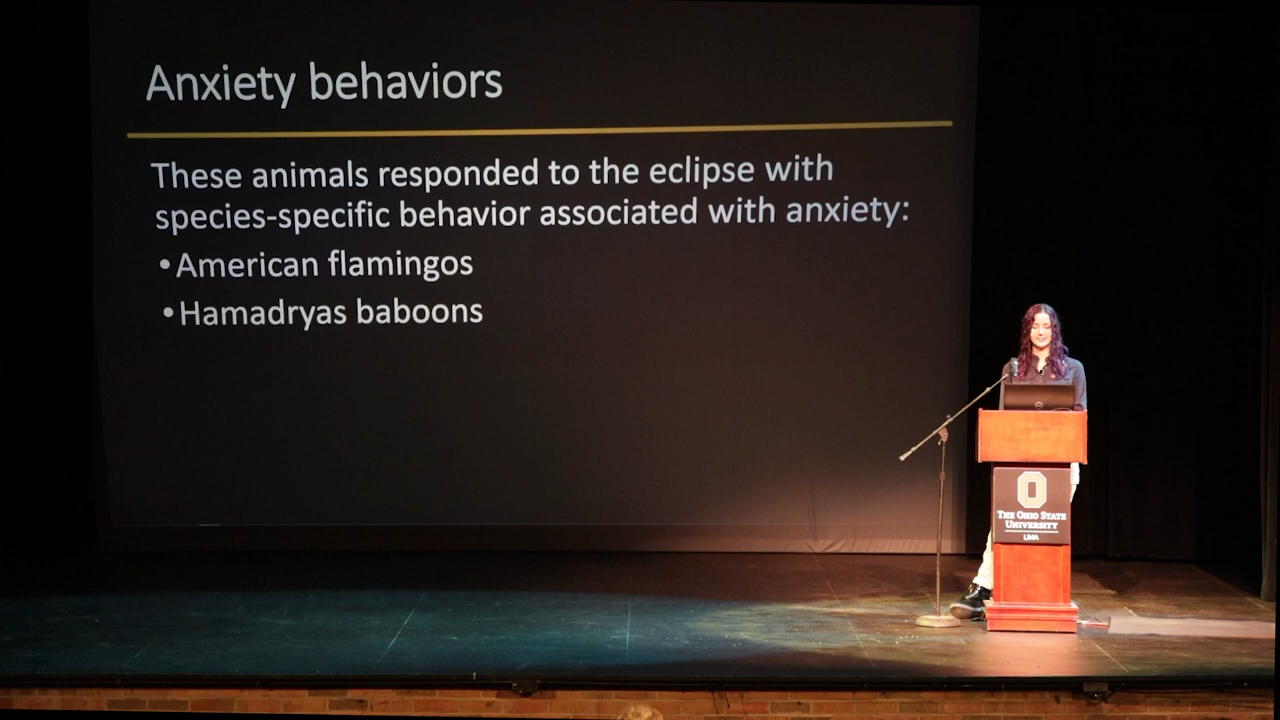 Anxiety behaviors
These animals responded to the eclipse with
species-specific behavior associated with anxiety:
•American flamingos
•Hamadryas baboons
O
THE OHIO STATE
UNIVERSITY
LIMA